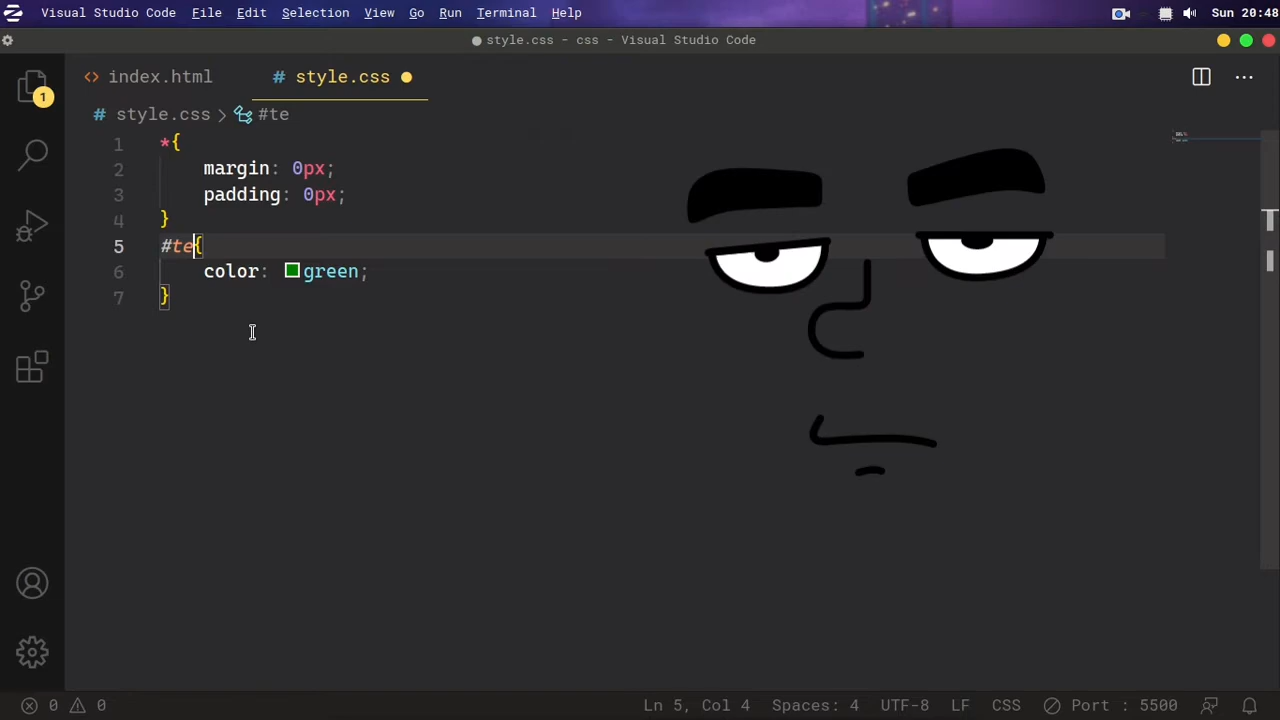 Visual Studio Code File Edit Selection View Go Run Terminal Help Sun 20:48
● style.css - css - Visual Studio Code
<> index.html # style.css ●
1
# style.css > #te
1 *{
2 margin: 0px;
3 padding: 0px;
4 }
5 #te{
6 color: green;
7 }
0 0 Ln 5, Col 4 Spaces: 4 UTF-8 LF CSS Port : 5500